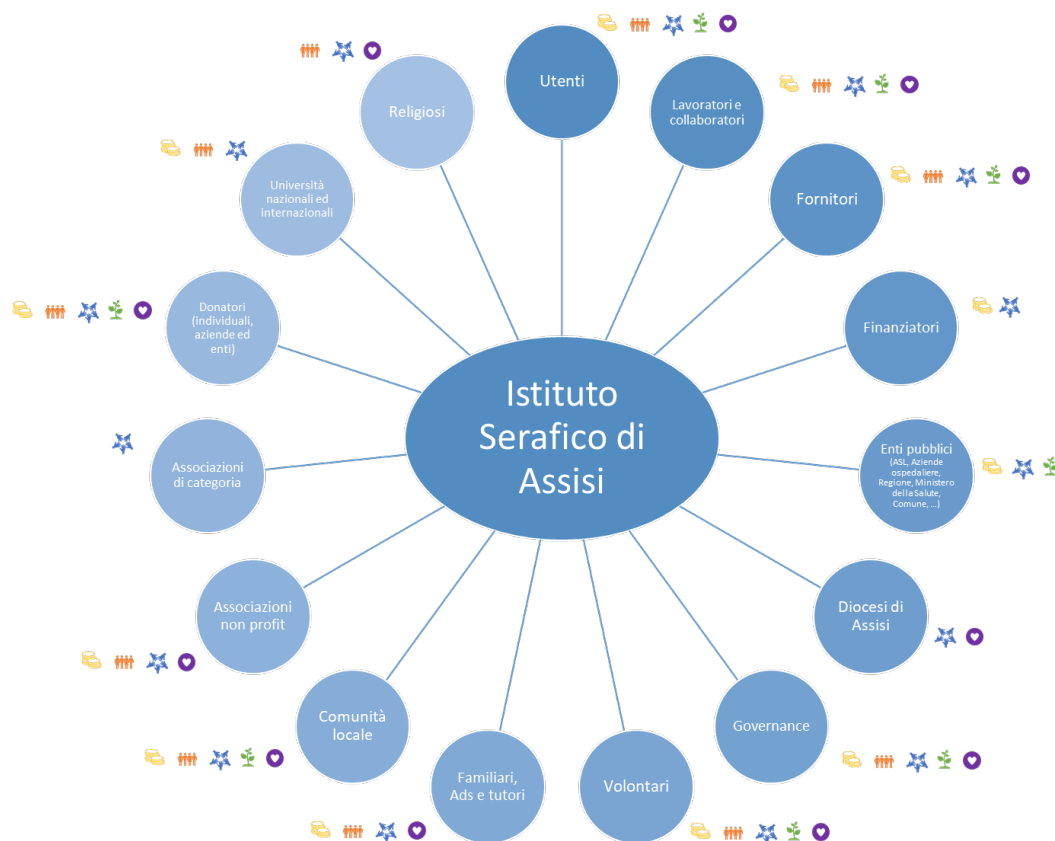 Utenti
Lavoratori e
collaboratori
Fornitori
Finanziatori
Enti pubblici
(ASL, Aziende
ospedaliere,
Regione, Ministero
della Salute,
Comune, ...)
Diocesi di
Assisi
Governance
Volontari
Familiari,
Ads e tutori
Comunità
locale
Associazioni
non profit
Associazioni
di categoria
Donatori
(individuali,
aziende ed
enti)
Università
nazionali ed
internazionali
Religiosi
Istituto
Serafico di
Assisi